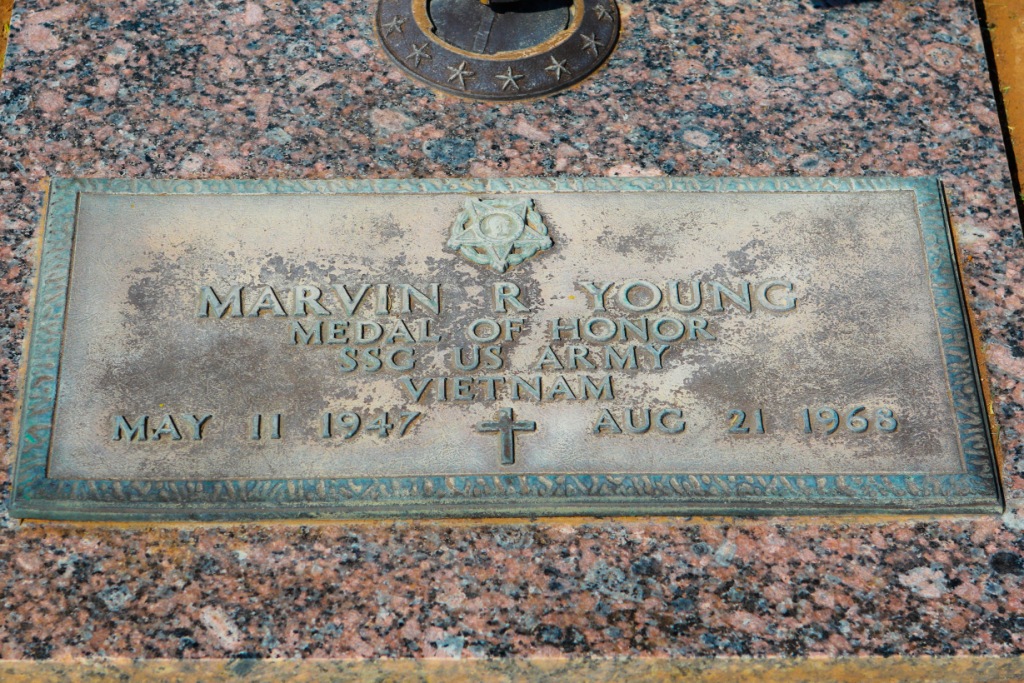 MARVIN R YOUNG
MEDAL OF HONOR
SSG US ARMY
VIETNAM
MAY 11 1947 AUG 21 1968